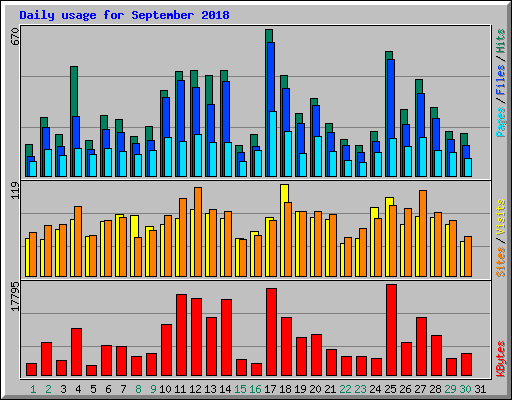 Daily usage for September 2018
670
Pages / Files / Hits
119
Sites / Visits
17795
KBytes
1 2 3 4 5 6 7 8 9 10 11 12 13 14 15 16 17 18 19 20 21 22 23 24 25 26 27 28 29 30 31